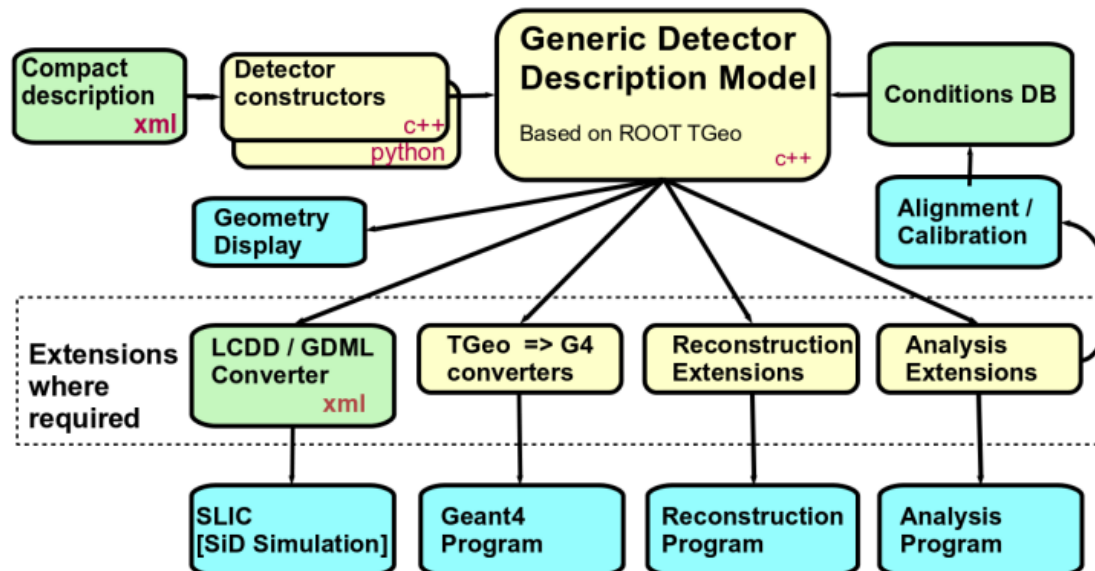 Compact
description
xml
Detector
constructors
c++
python
Generic Detector
Description Model
Based on ROOT TGeo
c++
Conditions DB
Geometry
Display
Alignment /
Calibration
Extensions
where
required
LCDD / GDML
Converter
xml
TGeo => G4
converters
Reconstruction
Extensions
Analysis
Extensions
SLIC
[SiD Simulation]
Geant4
Program
Reconstruction
Program
Analysis
Program